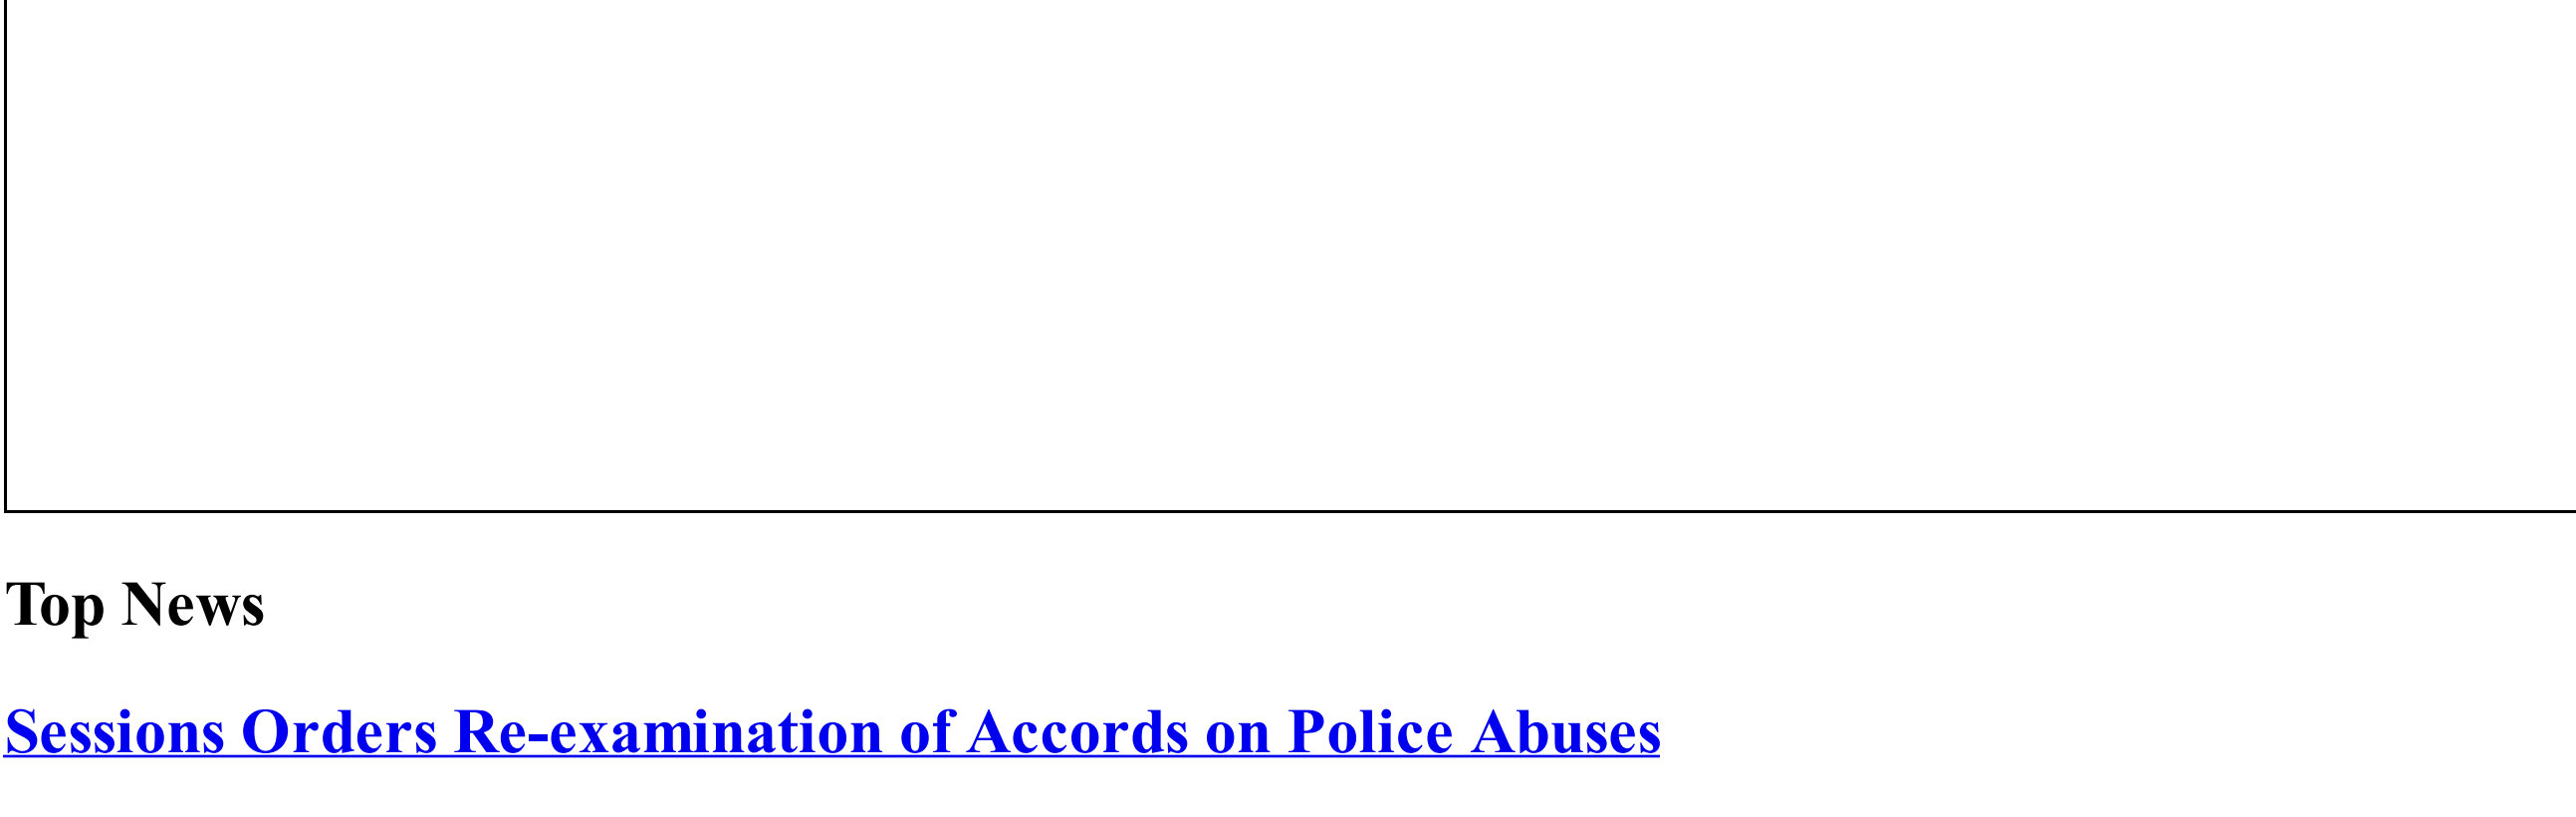 Top News
Sessions Orders Re-examination of Accords on Police Abuses